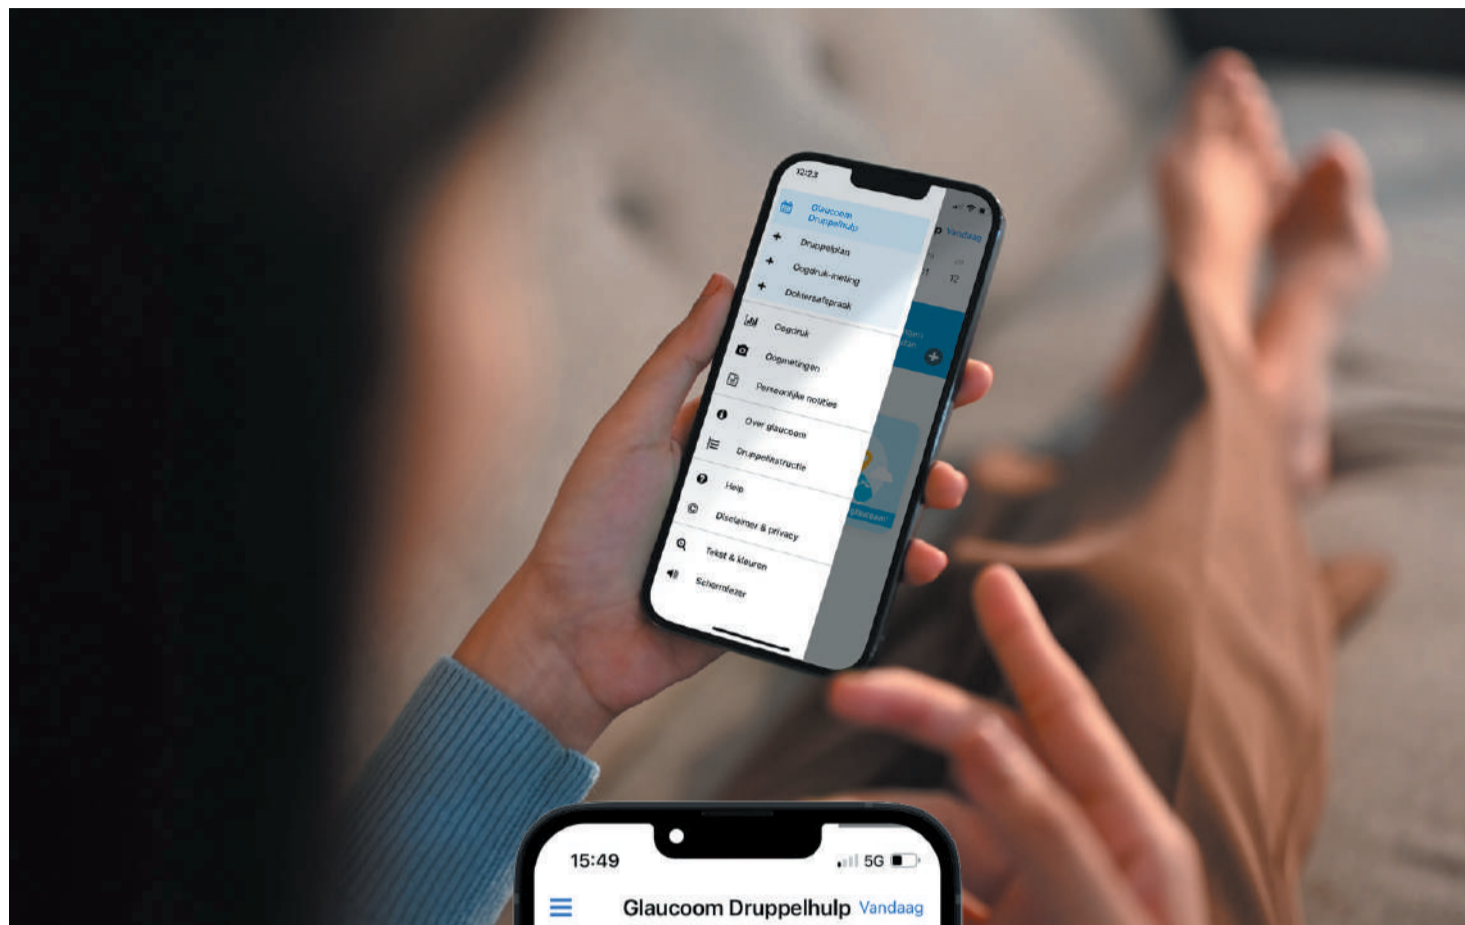 12:23
Glaucoom
Druppelhulp
Vandaag
Druppelplan
12
Oogdruk-meting
Doktersafspraak
Oogdruk
Oogmetingen
Persoonlijke notities
Over glaucoom
Druppelinstructie
Help
Disclaimer & privacy
Tekst & kleuren
Schermlezer
15:49
5G
Glaucoom Druppelhulp Vandaag